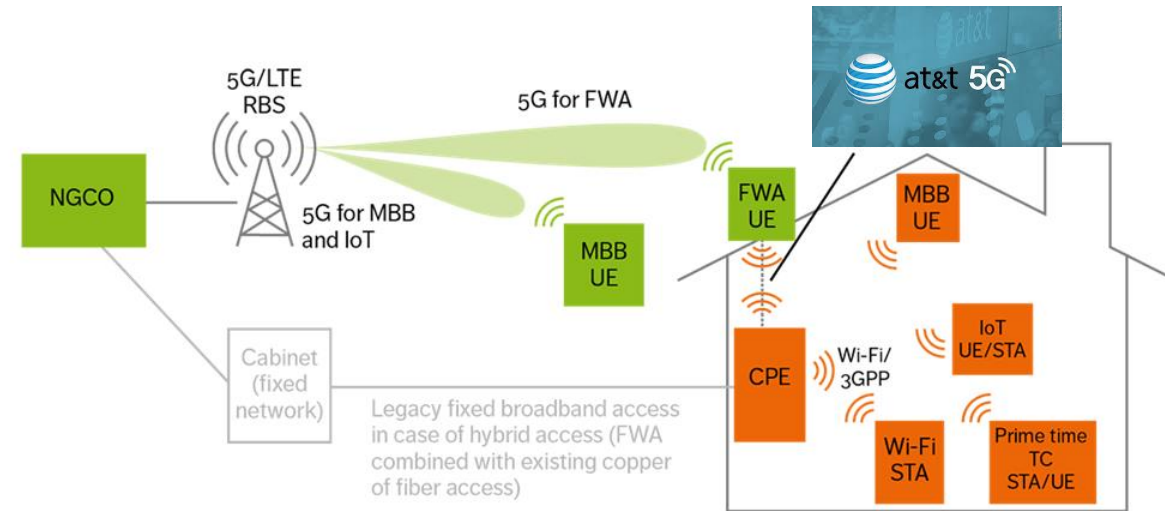 at&t
at&t 5G
5G/LTE
RBS
5G for FWA
NGCO
5G for MBB
and IoT
FWA
UE
MBB
UE
MBB
UE
IoT
UE/STA
Cabinet
(fixed
network)
Legacy fixed broadband access
in case of hybrid access (FWA
combined with existing copper
of fiber access)
CPE
Wi-Fi/
3GPP
Wi-Fi
STA
Prime time
TC
STA/UE